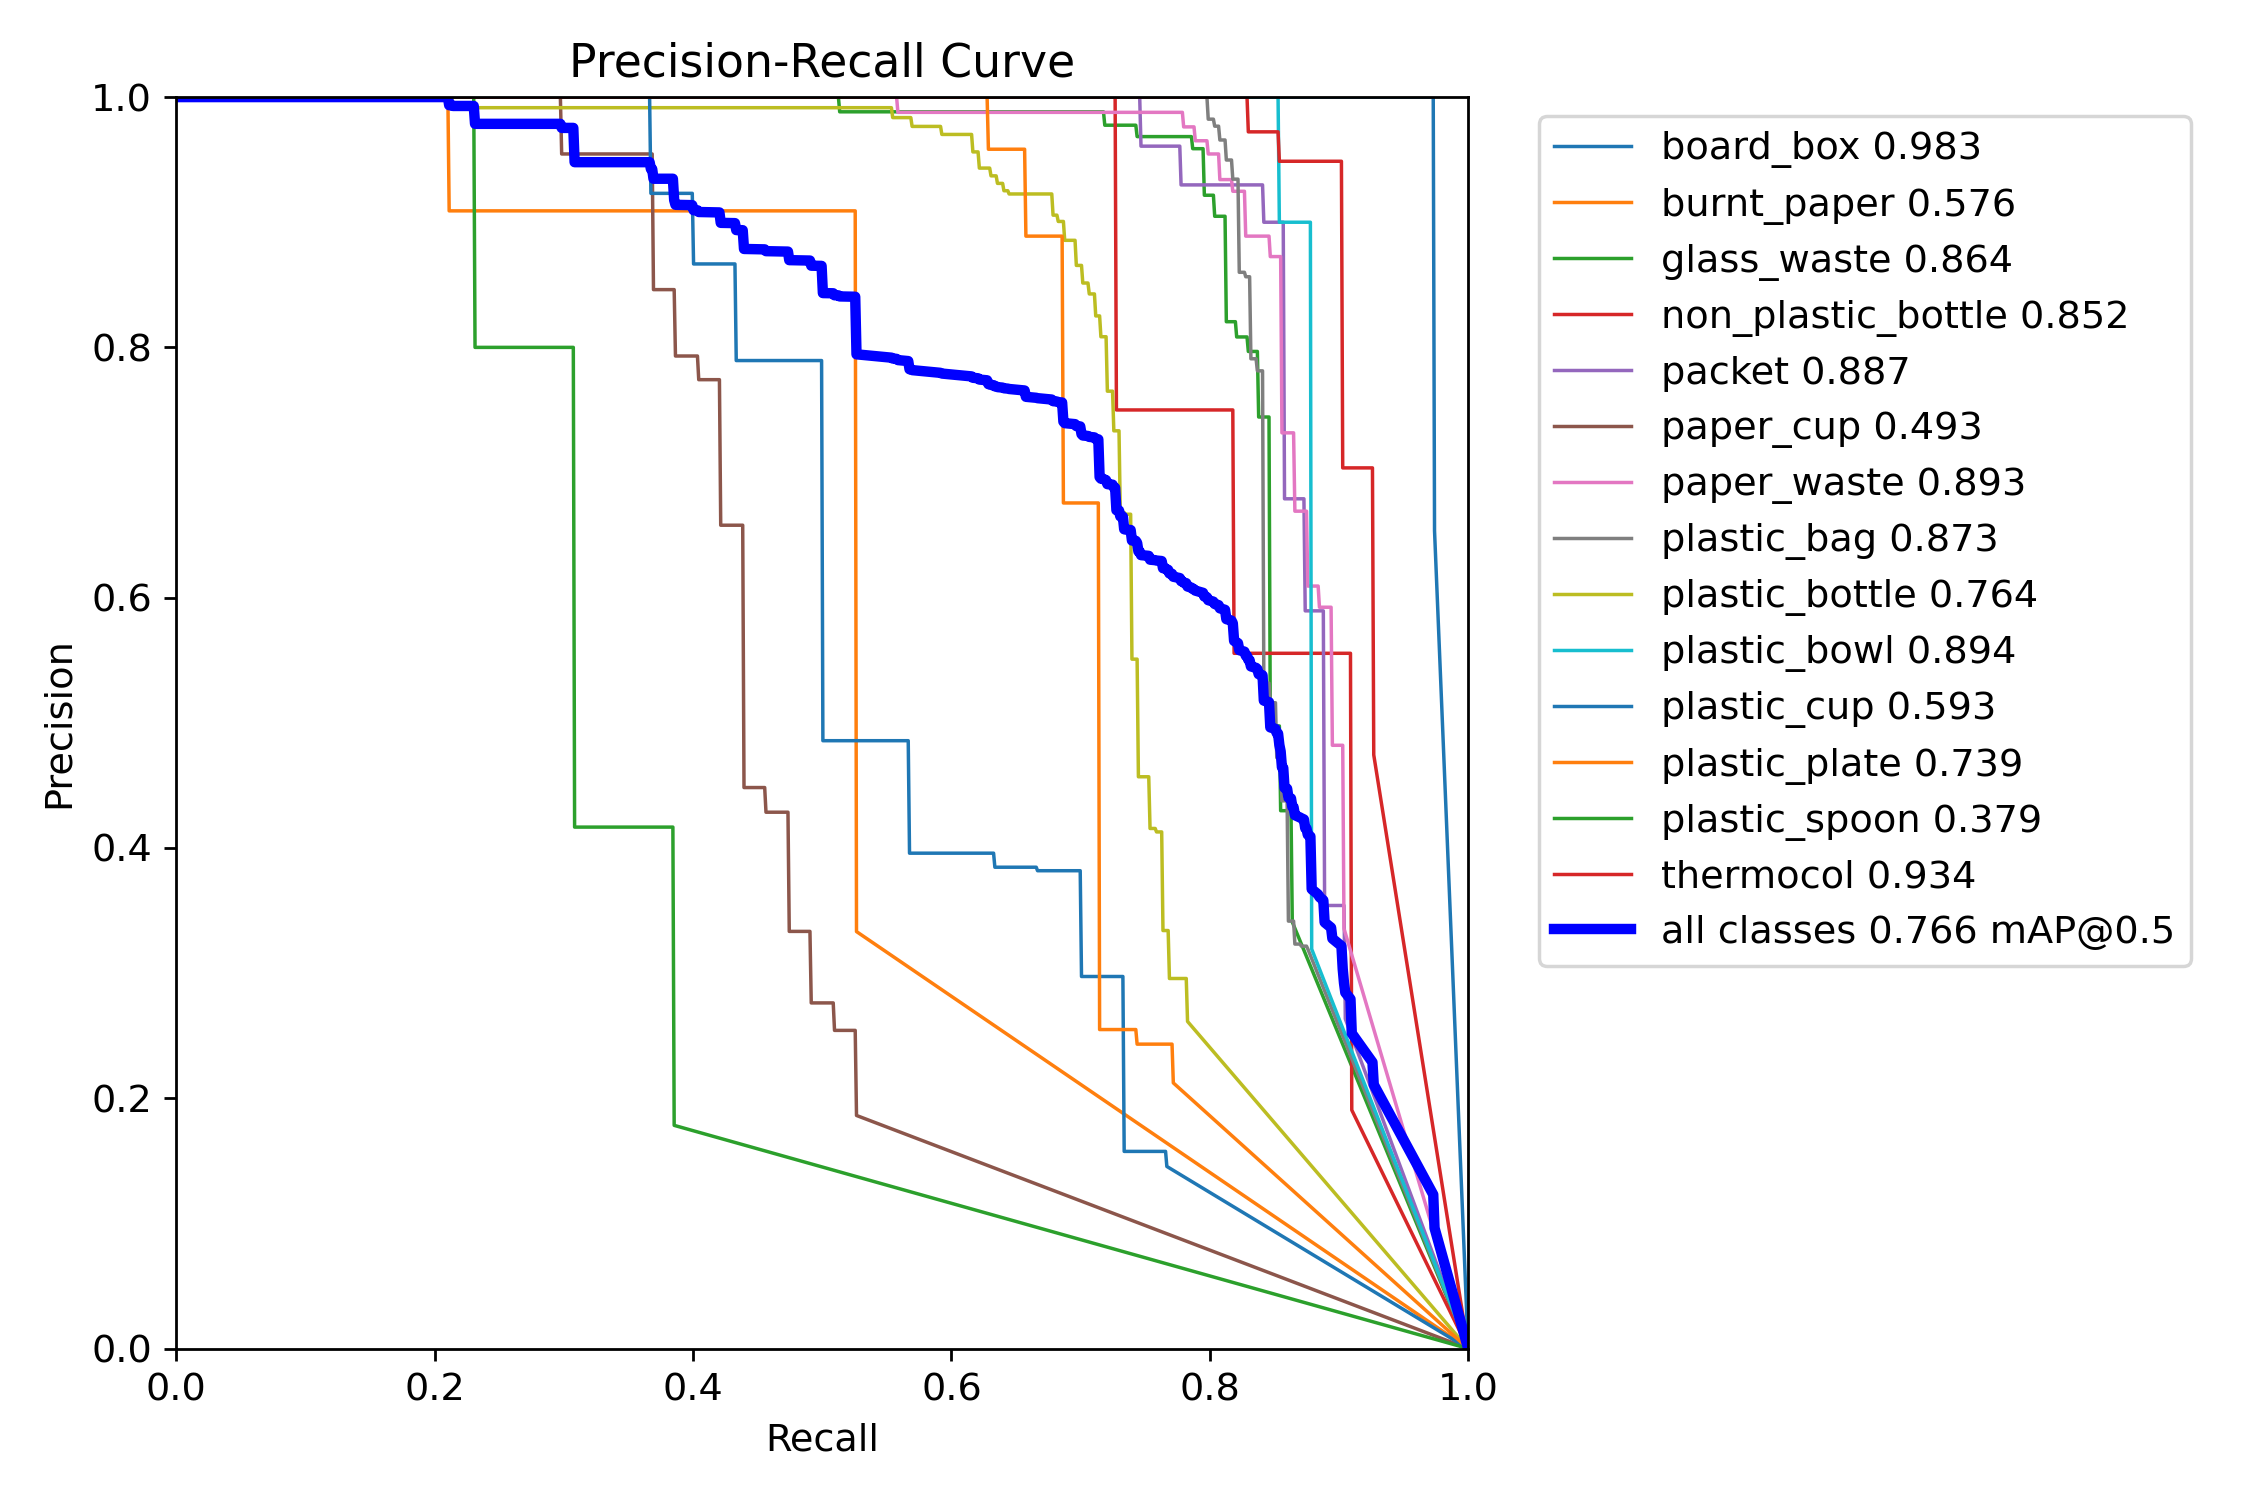 Precision-Recall Curve
1.0
0.8
0.6
0.4
0.2
0.0
Precision
0.0 0.2 0.4 0.6 0.8 1.0
Recall
board_box 0.983
burnt_paper 0.576
glass_waste 0.864
non_plastic_bottle 0.852
packet 0.887
paper_cup 0.493
paper_waste 0.893
plastic_bag 0.873
plastic_bottle 0.764
plastic_bowl 0.894
plastic_cup 0.593
plastic_plate 0.739
plastic_spoon 0.379
thermocol 0.934
all classes 0.766 mAP@0.5